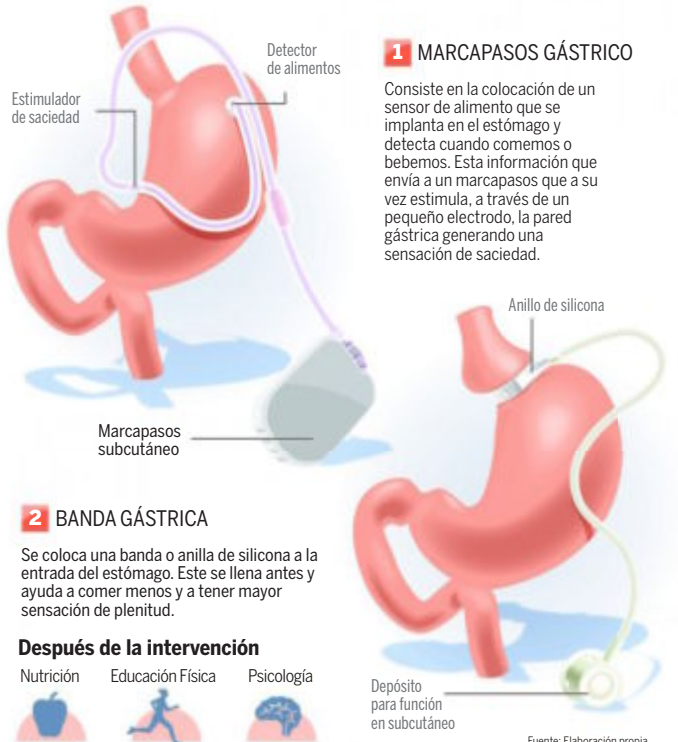 Detector
de alimentos
Estimulador
de saciedad
1 MARCAPASOS GÁSTRICO
Consiste en la colocación de un
sensor de alimento que se
implanta en el estómago y
detecta cuando comemos o
bebemos. Esta información que
envía a un marcapasos que a su
vez estimula, a través de un
pequeño electrodo, la pared
gástrica generando una
sensación de saciedad.
Marcapasos
subcutáneo
Anillo de silicona
2 BANDA GÁSTRICA
Se coloca una banda o anilla de silicona a la
entrada del estómago. Este se llena antes y
ayuda a comer menos y a tener mayor
sensación de plenitud.
Depósito
para función
en subcutáneo
Después de la intervención
Nutrición Educación Física Psicología
Fuente: Elaboración propia